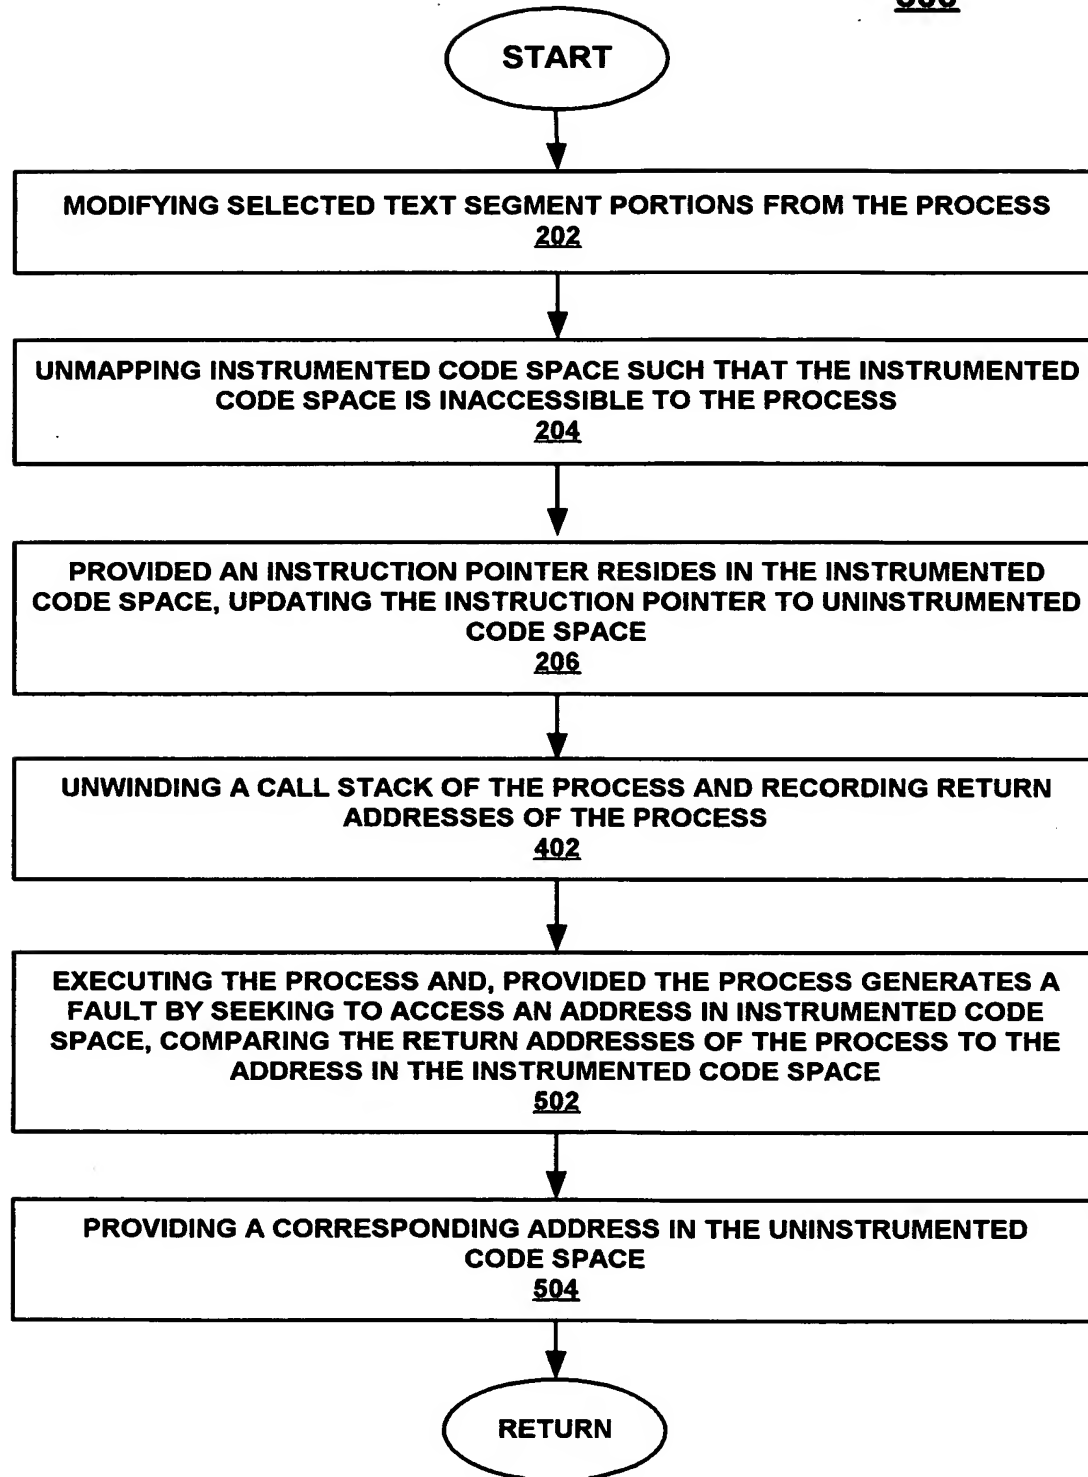 START
MODIFYING SELECTED TEXT SEGMENT PORTIONS FROM THE PROCESS
202
UNMAPPING INSTRUMENTED CODE SPACE SUCH THAT THE INSTRUMENTED
CODE SPACE IS INACCESSIBLE TO THE PROCESS
204
PROVIDED AN INSTRUCTION POINTER RESIDES IN THE INSTRUMENTED
CODE SPACE, UPDATING THE INSTRUCTION POINTER TO UNINSTRUMENTED
CODE SPACE
206
UNWINDING A CALL STACK OF THE PROCESS AND RECORDING RETURN
ADDRESSES OF THE PROCESS
402
EXECUTING THE PROCESS AND, PROVIDED THE PROCESS GENERATES A
FAULT BY SEEKING TO ACCESS AN ADDRESS IN INSTRUMENTED CODE
SPACE, COMPARING THE RETURN ADDRESSES OF THE PROCESS TO THE
ADDRESS IN THE INSTRUMENTED CODE SPACE
502
PROVIDING A CORRESPONDING ADDRESS IN THE UNINSTRUMENTED
CODE SPACE
504
RETURN